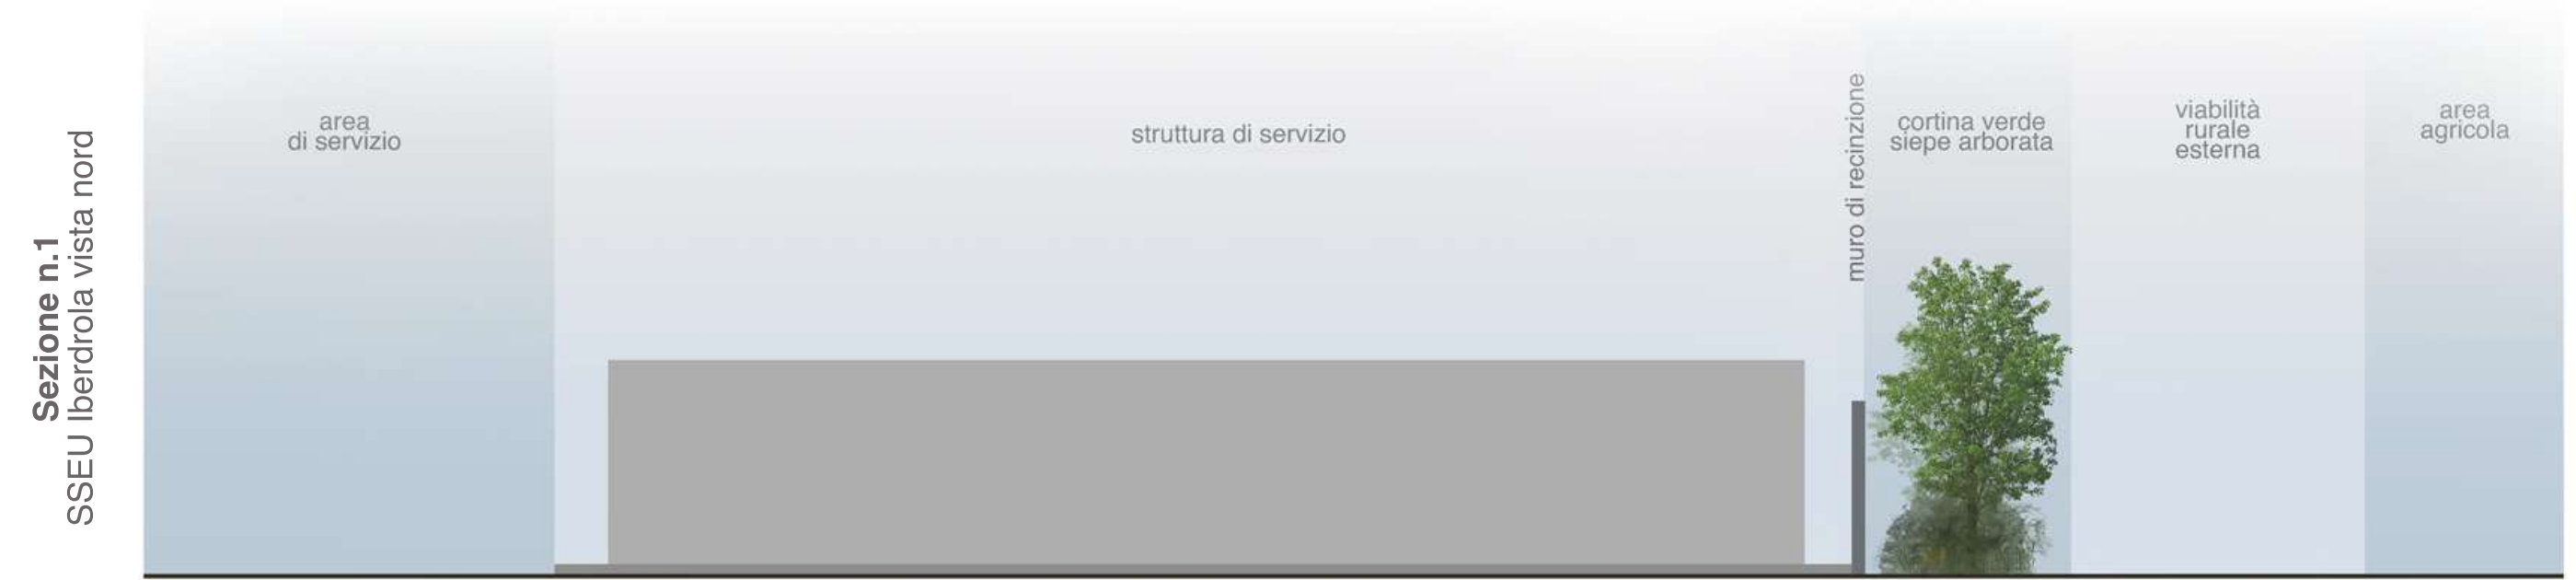 Sezione n.1
SSEU Iberdrola vista nord
area
di servizio
struttura di servizio
muro di recinzione
cortina verde
siepe arborata
viabilità
rurale
esterna
area
agricola